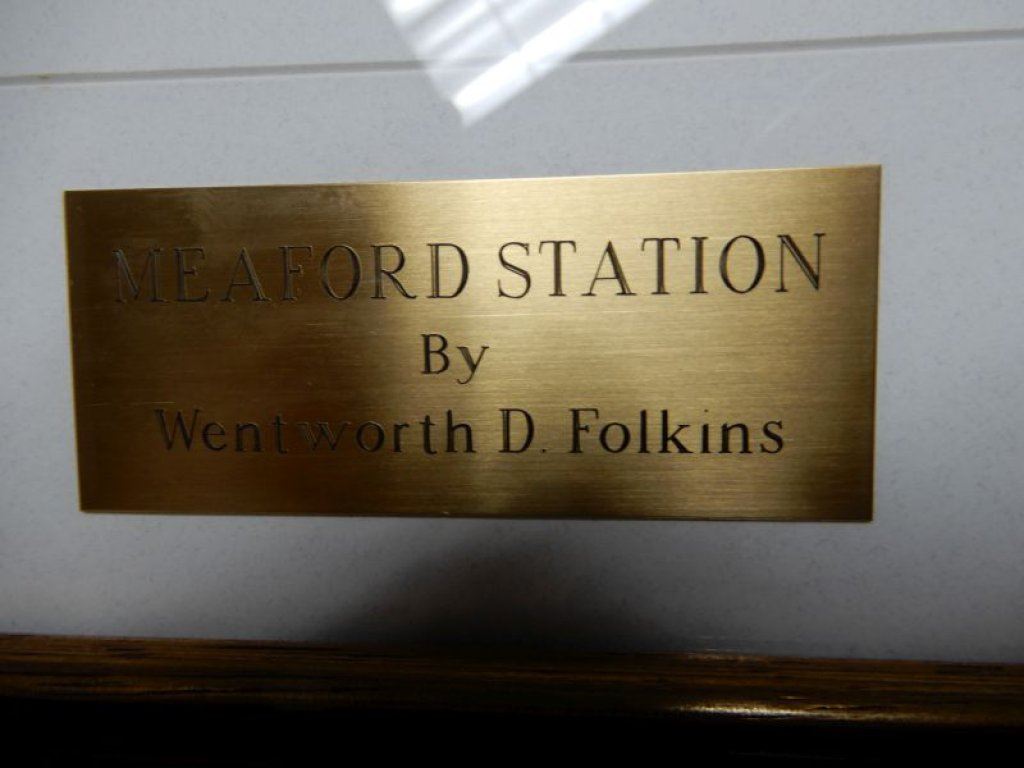 MEAFORD STATION
By
Wentworth D. Folkins